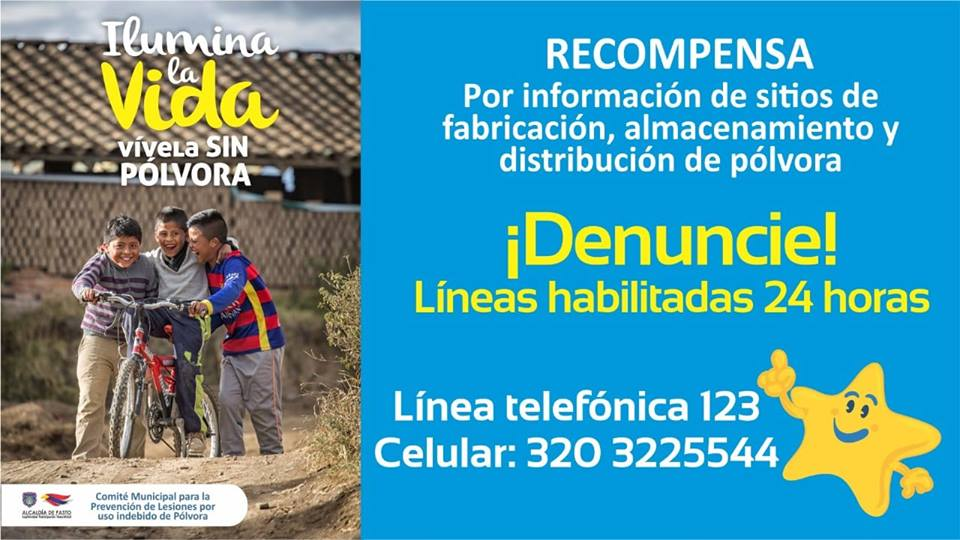 Ilumina
la
Vida
vívela SIN
PÓLVORA
ALCALDÍA DE PASTO
Comité Municipal para la
Prevención de Lesiones por
uso indebido de Pólvora
RECOMPENSA
Por información de sitios de
fabricación, almacenamiento y
distribución de pólvora
¡Denuncie!
Líneas habilitadas 24 horas
Línea telefónica 123
Celular: 320 3225544